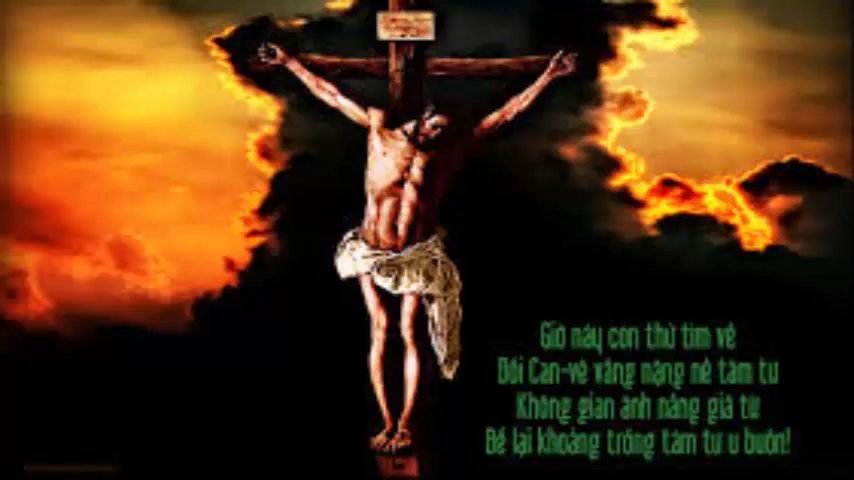 Giờ này con thử tìm về
Đồi Can-vê vắng nặng nề tâm tư
Không gian ánh nắng giã từ
Để lại khoảng trống tâm tư u buồn!